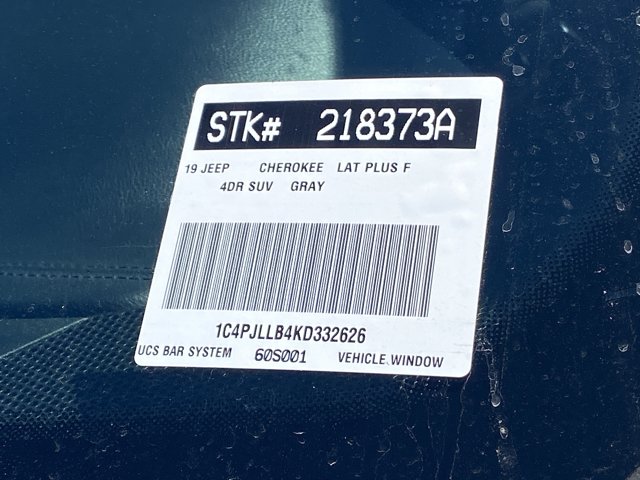 STK# 218373A
19 JEEP CHEROKEE LAT PLUS F
4DR SUV GRAY
1C4PJLLB4KD332626
UCS BAR SYSTEM 60S001 VEHICLE WINDOW